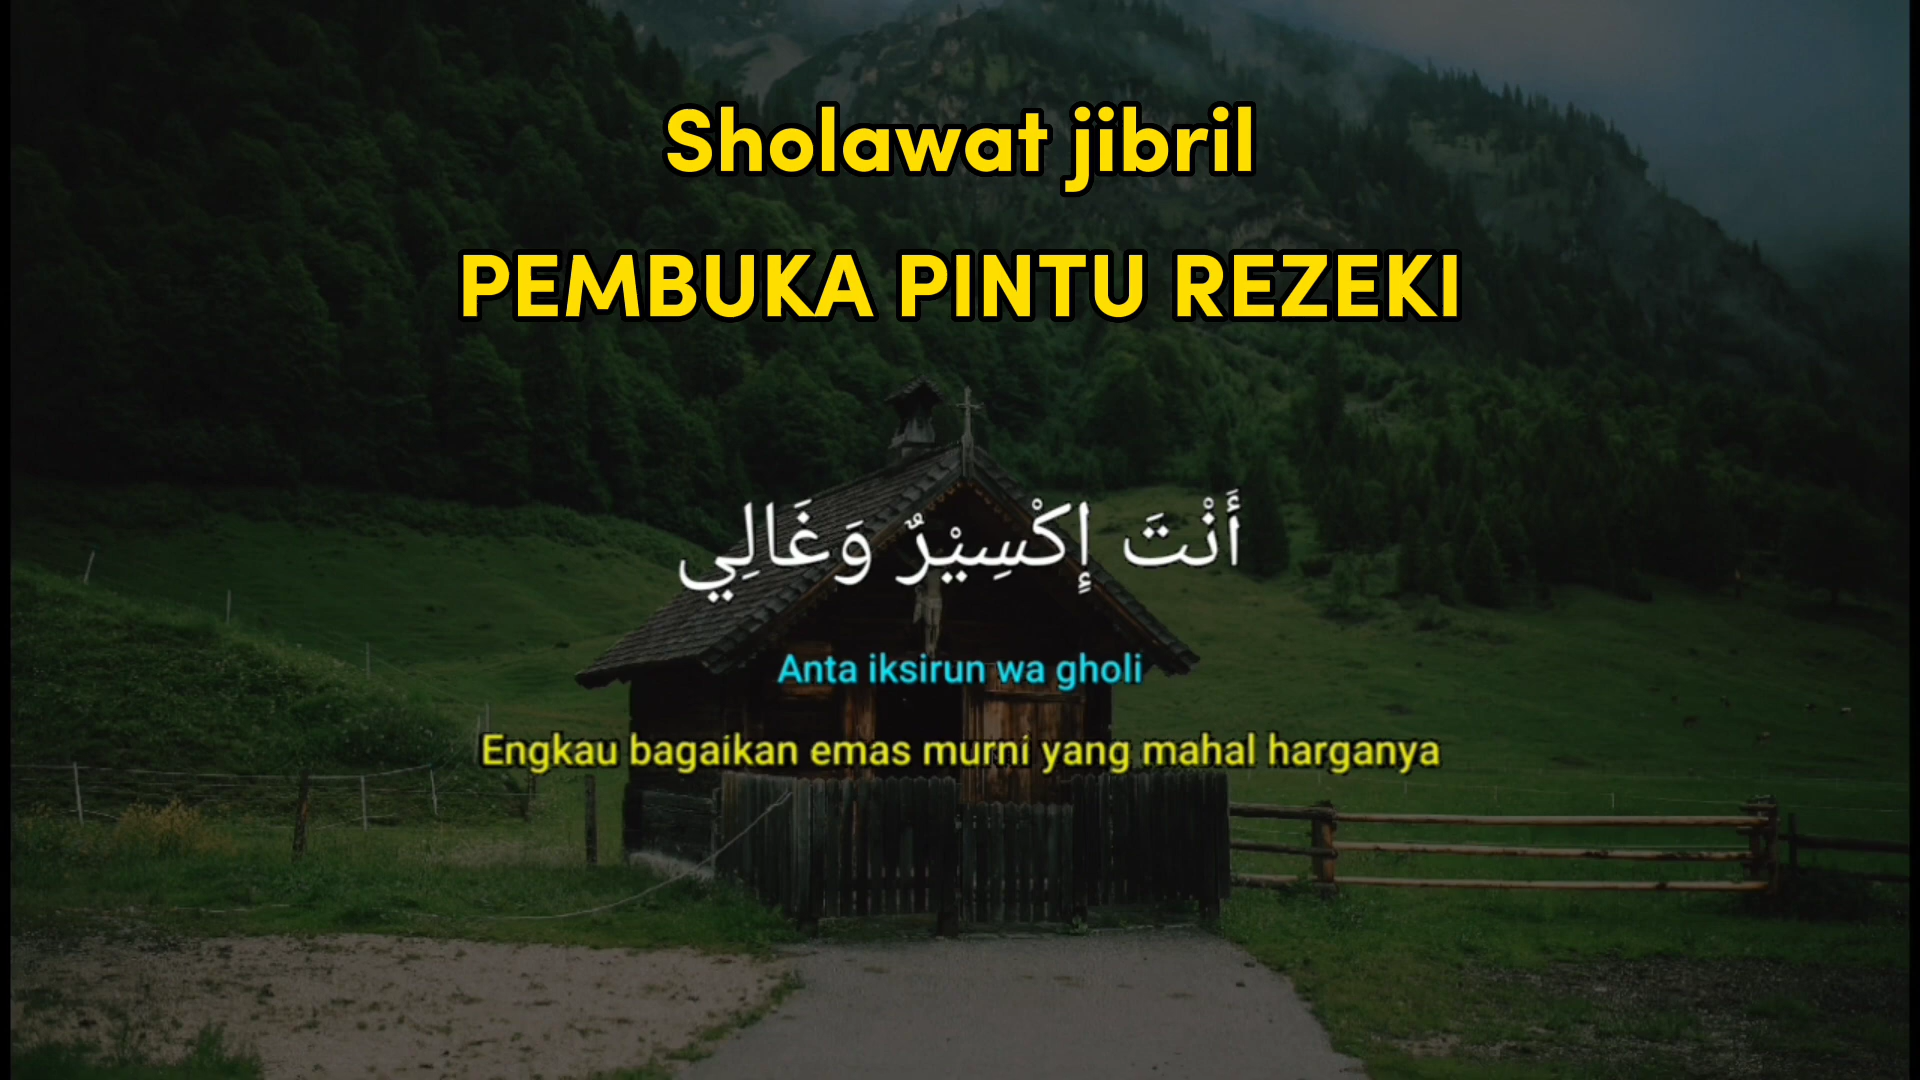 Sholawat jibril
PEMBUKA PINTU REZEKI
أَنْتَ إِكْسِيْرٌ وَغَالِي
Anta iksirun wa gholi
Engkau bagaikan emas murni yang mahal harganya